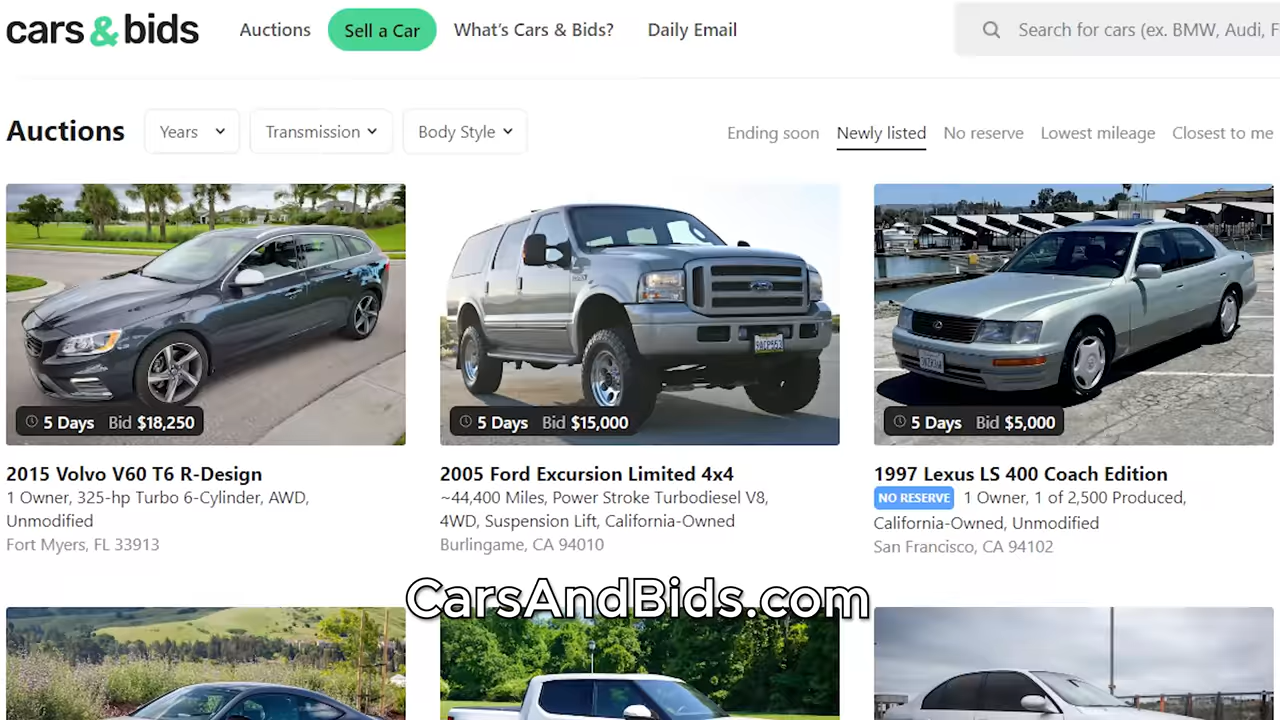 cars & bids
Auctions
Sell a Car
What's Cars & Bids?
Daily Email
Search for cars (ex. BMW, Audi, F
Auctions
Years
Transmission
Body Style
Ending soon
Newly listed
No reserve
Lowest mileage
Closest to me
5 Days Bid $18,250
2015 Volvo V60 T6 R-Design
1 Owner, 325-hp Turbo 6-Cylinder, AWD,
Unmodified
Fort Myers, FL 33913
5 Days Bid $15,000
2005 Ford Excursion Limited 4x4
~44,400 Miles, Power Stroke Turbodiesel V8,
4WD, Suspension Lift, California-Owned
Burlingame, CA 94010
5 Days Bid $5,000
1997 Lexus LS 400 Coach Edition
NO RESERVE 1 Owner, 1 of 2,500 Produced,
California-Owned, Unmodified
San Francisco, CA 94102
CarsAndBids.com